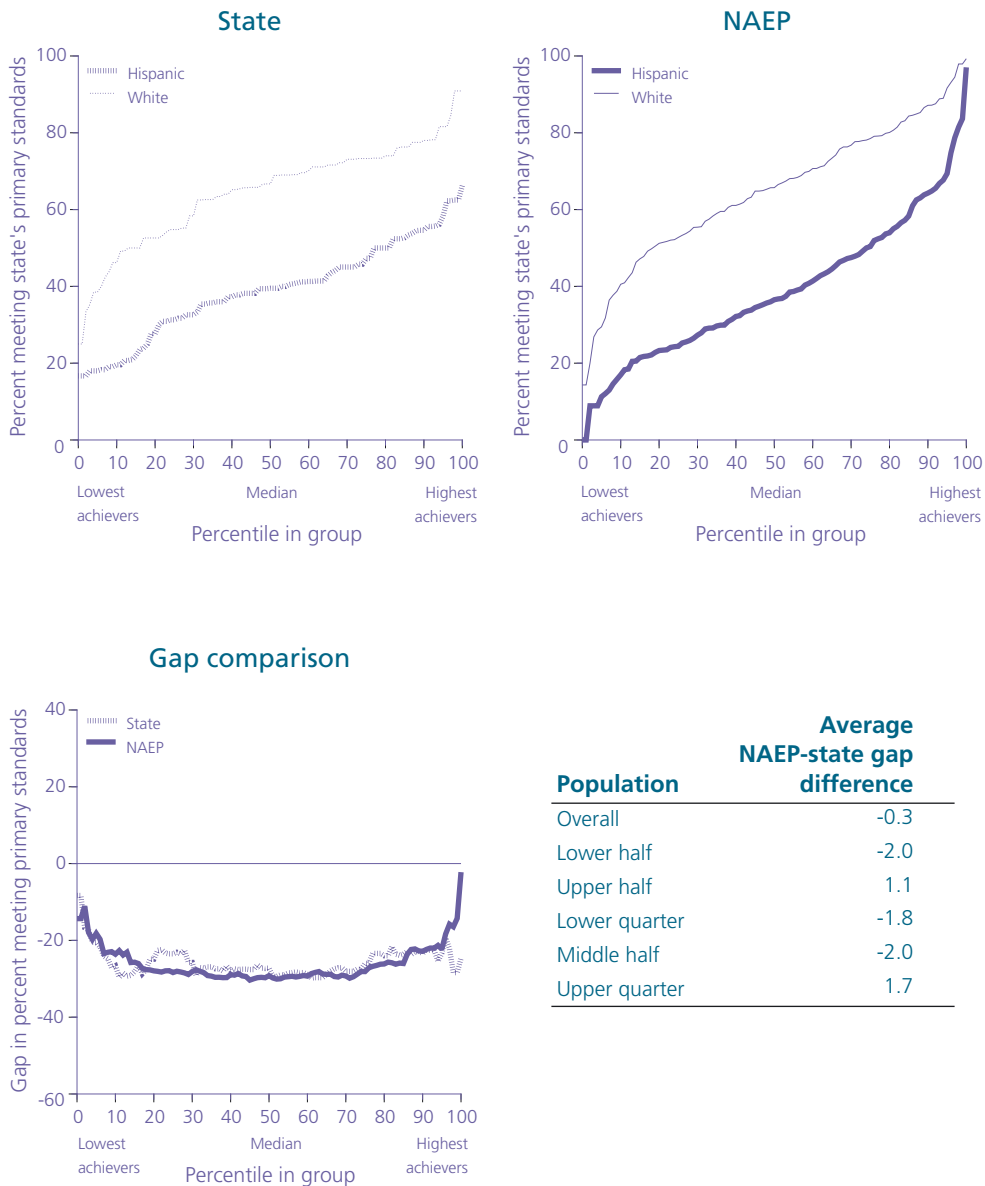 State
Percent meeting state's primary standards
100
80
60
40
20
0
Hispanic
White
0 10 20 30 40 50 60 70 80 90 100
Lowest achievers
Median
Highest achievers
Percentile in group
NAEP
Percent meeting state's primary standards
100
80
60
40
20
0
Hispanic
White
0 10 20 30 40 50 60 70 80 90 100
Lowest achievers
Median
Highest achievers
Percentile in group
Gap comparison
Gap in percent meeting primary standards
40
20
0
-20
-40
-60
State
NAEP
0 10 20 30 40 50 60 70 80 90 100
Lowest achievers
Median
Highest achievers
Percentile in group
Population Average NAEP-state gap difference
Overall -0.3
Lower half -2.0
Upper half 1.1
Lower quarter -1.8
Middle half -2.0
Upper quarter 1.7